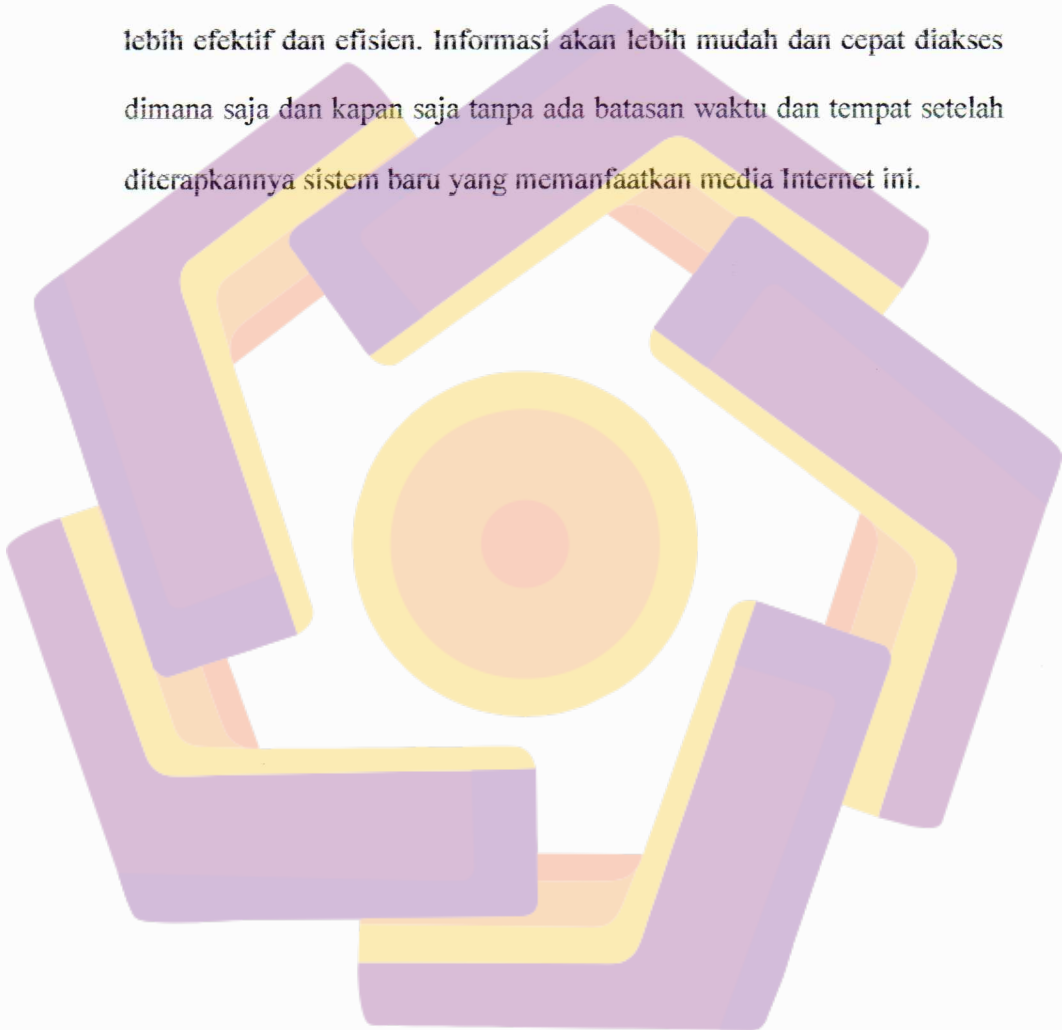 lebih efektif dan efisien. Informasi akan lebih mudah dan cepat diakses
dimana saja dan kapan saja tanpa ada batasan waktu dan tempat setelah
diterapkannya sistem baru yang memanfaatkan media Internet ini.